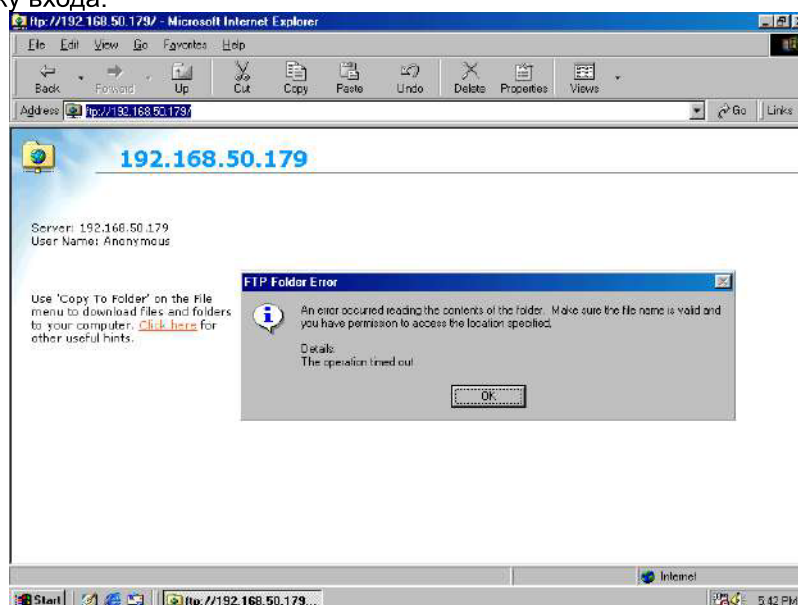 ку входа.
ftp://192.168.50.179/ - Microsoft Internet Explorer
File Edit View Go Favorites Help
Back Forward Up Cut Copy Paste Undo Delete Properties Views
Address ftp://192.168.50.179/ Go Links
192.168.50.179
Server: 192.168.50.179
User Name: Anonymous
Use 'Copy To Folder' on the File
menu to download files and folders
to your computer. Click here for
other useful hints.
FTP Folder Error
An error occurred reading the contents of the folder. Make sure the file name is valid and
you have permission to access the location specified.
Details:
The operation timed out
OK
Internet
Start ftp://192.168.50.179... 5:42 PM